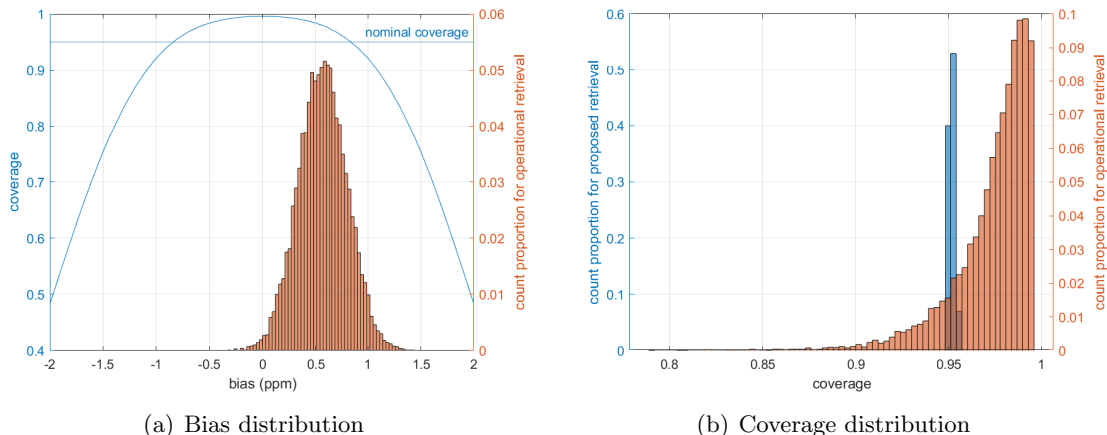 1
0.9
0.8
0.7
0.6
0.5
0.4
coverage
nominal coverage
0.06
0.05
0.04
0.03
0.02
0.01
0
count proportion for operational retrieval
-2 -1.5 -1 -0.5 0 0.5 1 1.5 2
bias (ppm)
(a) Bias distribution
0.6
0.5
0.4
0.3
0.2
0.1
0
count proportion for proposed retrieval
0.1
0.09
0.08
0.07
0.06
0.05
0.04
0.03
0.02
0.01
0
count proportion for operational retrieval
0.8 0.85 0.9 0.95 1
coverage
(b) Coverage distribution